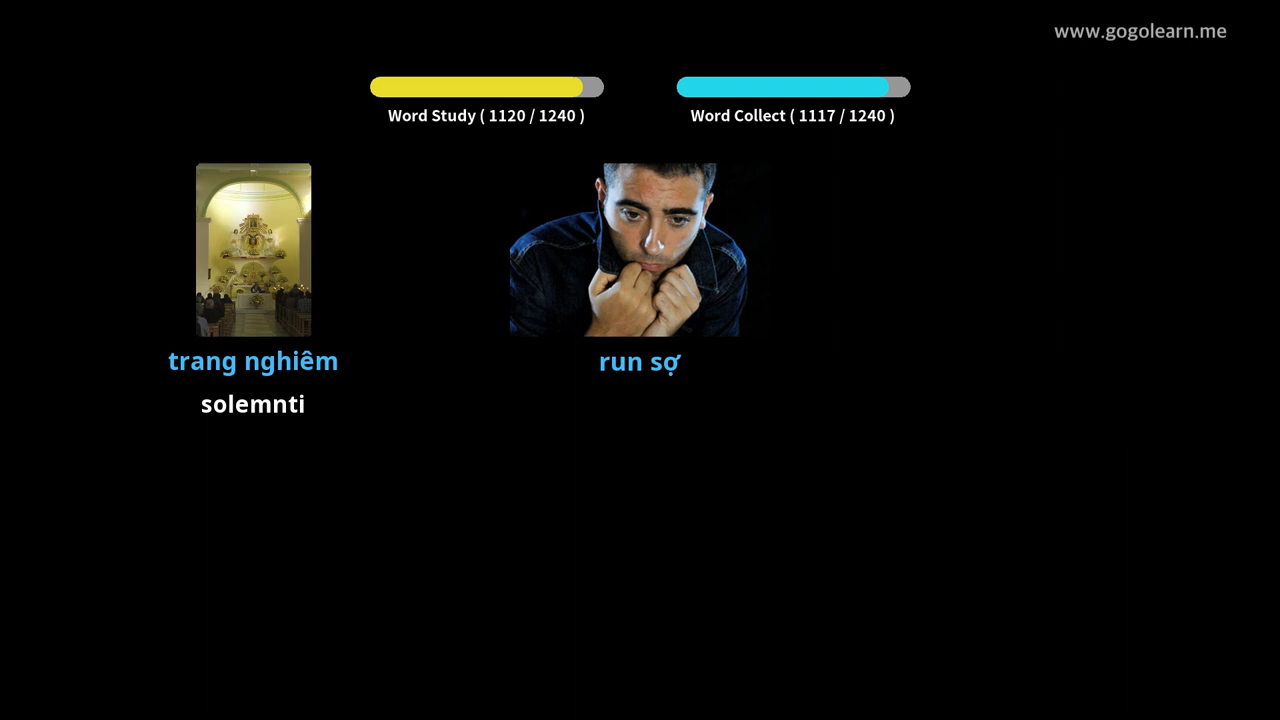 www.gogolearn.me
Word Study ( 1120 / 1240 )
Word Collect ( 1117 / 1240 )
trang nghiêm
run sợ
solemnti